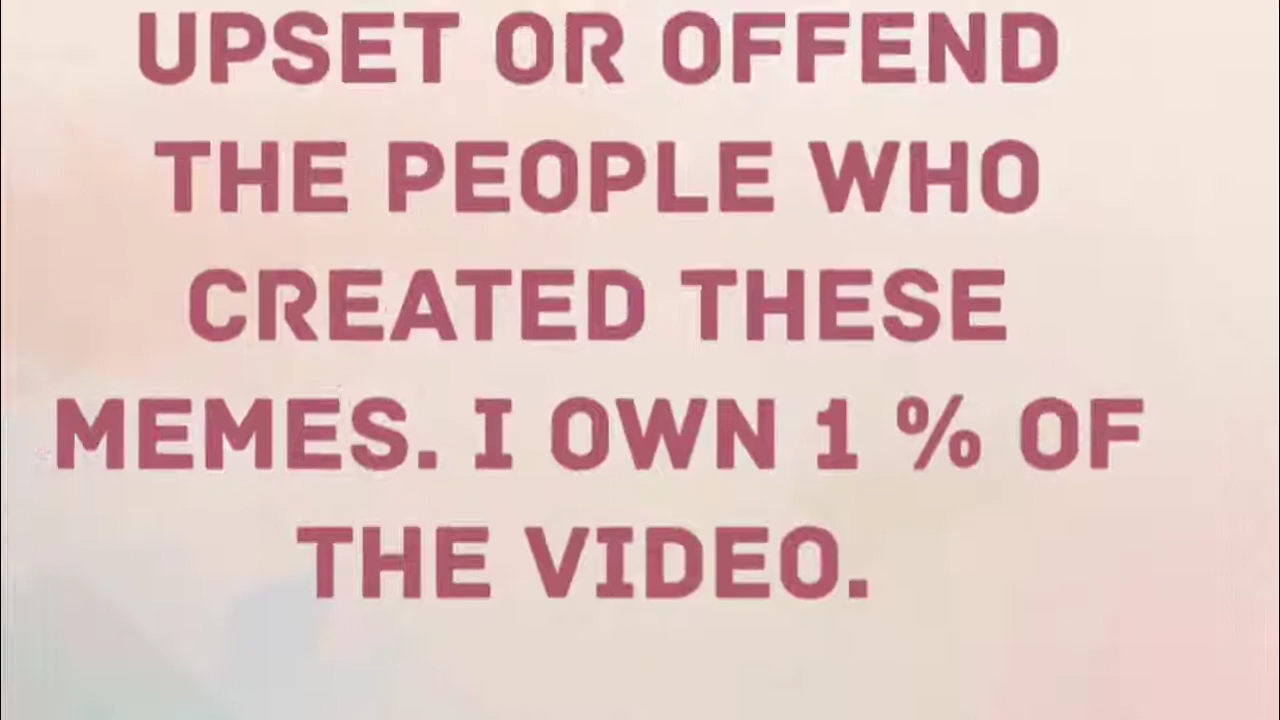 UPSET OR OFFEND
THE PEOPLE WHO
CREATED THESE
MEMES. I OWN 1 % OF
THE VIDEO.